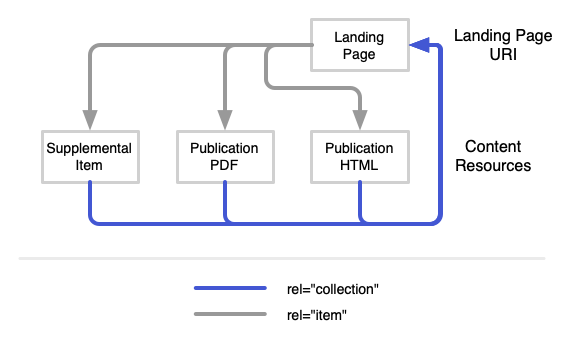 Landing
Page
Landing Page
URI
Supplemental
Item
Publication
PDF
Publication
HTML
Content
Resources
rel="collection"
rel="item"